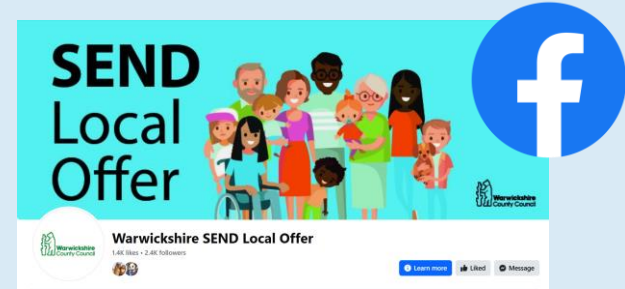 SEND
Local
Offer
Warwickshire
County Council
f
Warwickshire
County Council
Warwickshire SEND Local Offer
1.4K likes • 2.4K followers
Learn more
Liked
Message